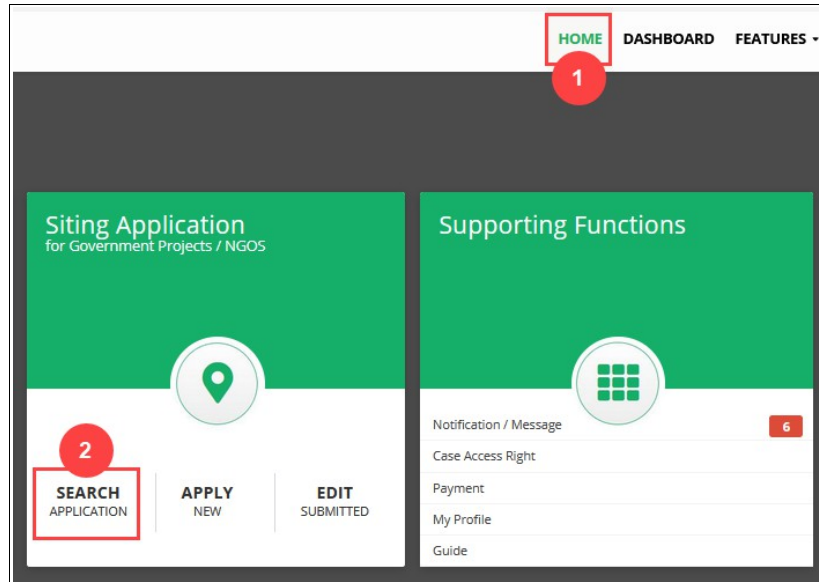 HOME DASHBOARD FEATURES
1
Siting Application
for Government Projects / NGOS
2
SEARCH
APPLICATION
APPLY
NEW
EDIT
SUBMITTED
Supporting Functions
Notification / Message 6
Case Access Right
Payment
My Profile
Guide